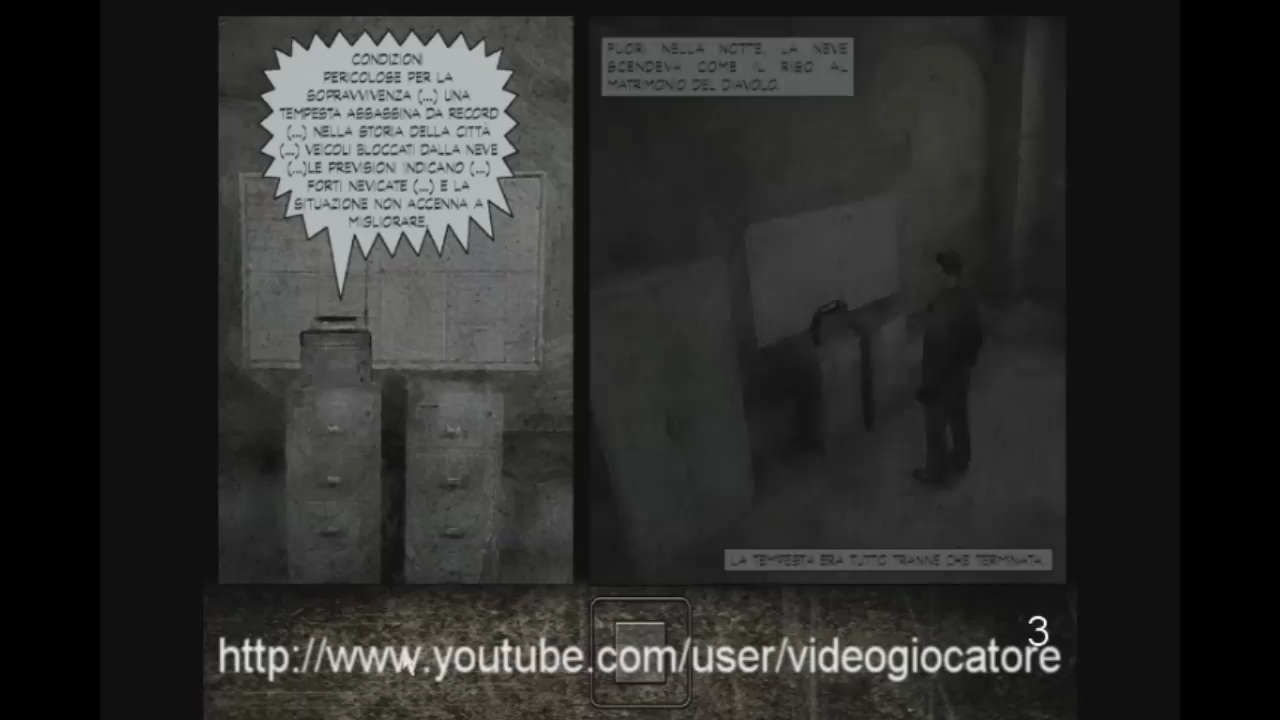 CONDIZIONI
PERICOLOSE PER LA
SOPRAVVIVENZA (...) UNA
TEMPESTA ASSASSINA DA RECORD
(...) NELLA STORIA DELLA CITTÀ
(...) VEICOLI BLOCCATI DALLA NEVE
(...)LE PREVISIONI INDICANO (...)
FORTI NEVICATE (...) E LA
SITUAZIONE NON ACCENNA A
MIGLIORARE.
FUORI, NELLA NOTTE, LA NEVE
SCENDEVA COME IL RISO AL
MATRIMONIO DEL DIAVOLO.
LA TEMPESTA ERA TUTTO TRANNE CHE TERMINATA.
3
http://www.youtube.com/user/videogiocatore